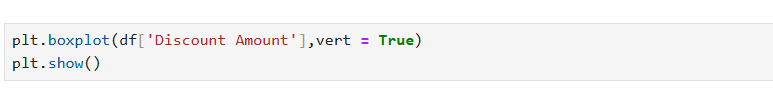 plt.boxplot(df['Discount Amount'],vert = True)
plt.show()